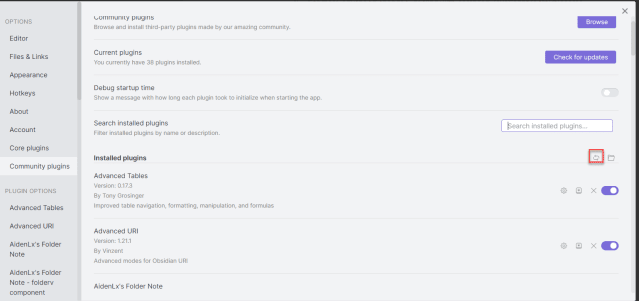 OPTIONS
Editor
Files & Links
Appearance
Hotkeys
About
Account
Core plugins
Community plugins
PLUGIN OPTIONS
Advanced Tables
Advanced URI
AidenLx's Folder
Note
AidenLx's Folder
Note - folderv
component
Community plugins
Browse and install third-party plugins made by our amazing community.
Browse
Current plugins
You currently have 38 plugins installed.
Check for updates
Debug startup time
Show a message with how long each plugin took to initialize when starting the app.
Search installed plugins
Filter installed plugins by name or description.
Search installed plugins...
Installed plugins
Advanced Tables
Version: 0.17.3
By Tony Grosinger
Improved table navigation, formatting, manipulation, and formulas
Advanced URI
Version: 1.21.1
By Vinzent
Advanced modes for Obsidian URI
AidenLx's Folder Note